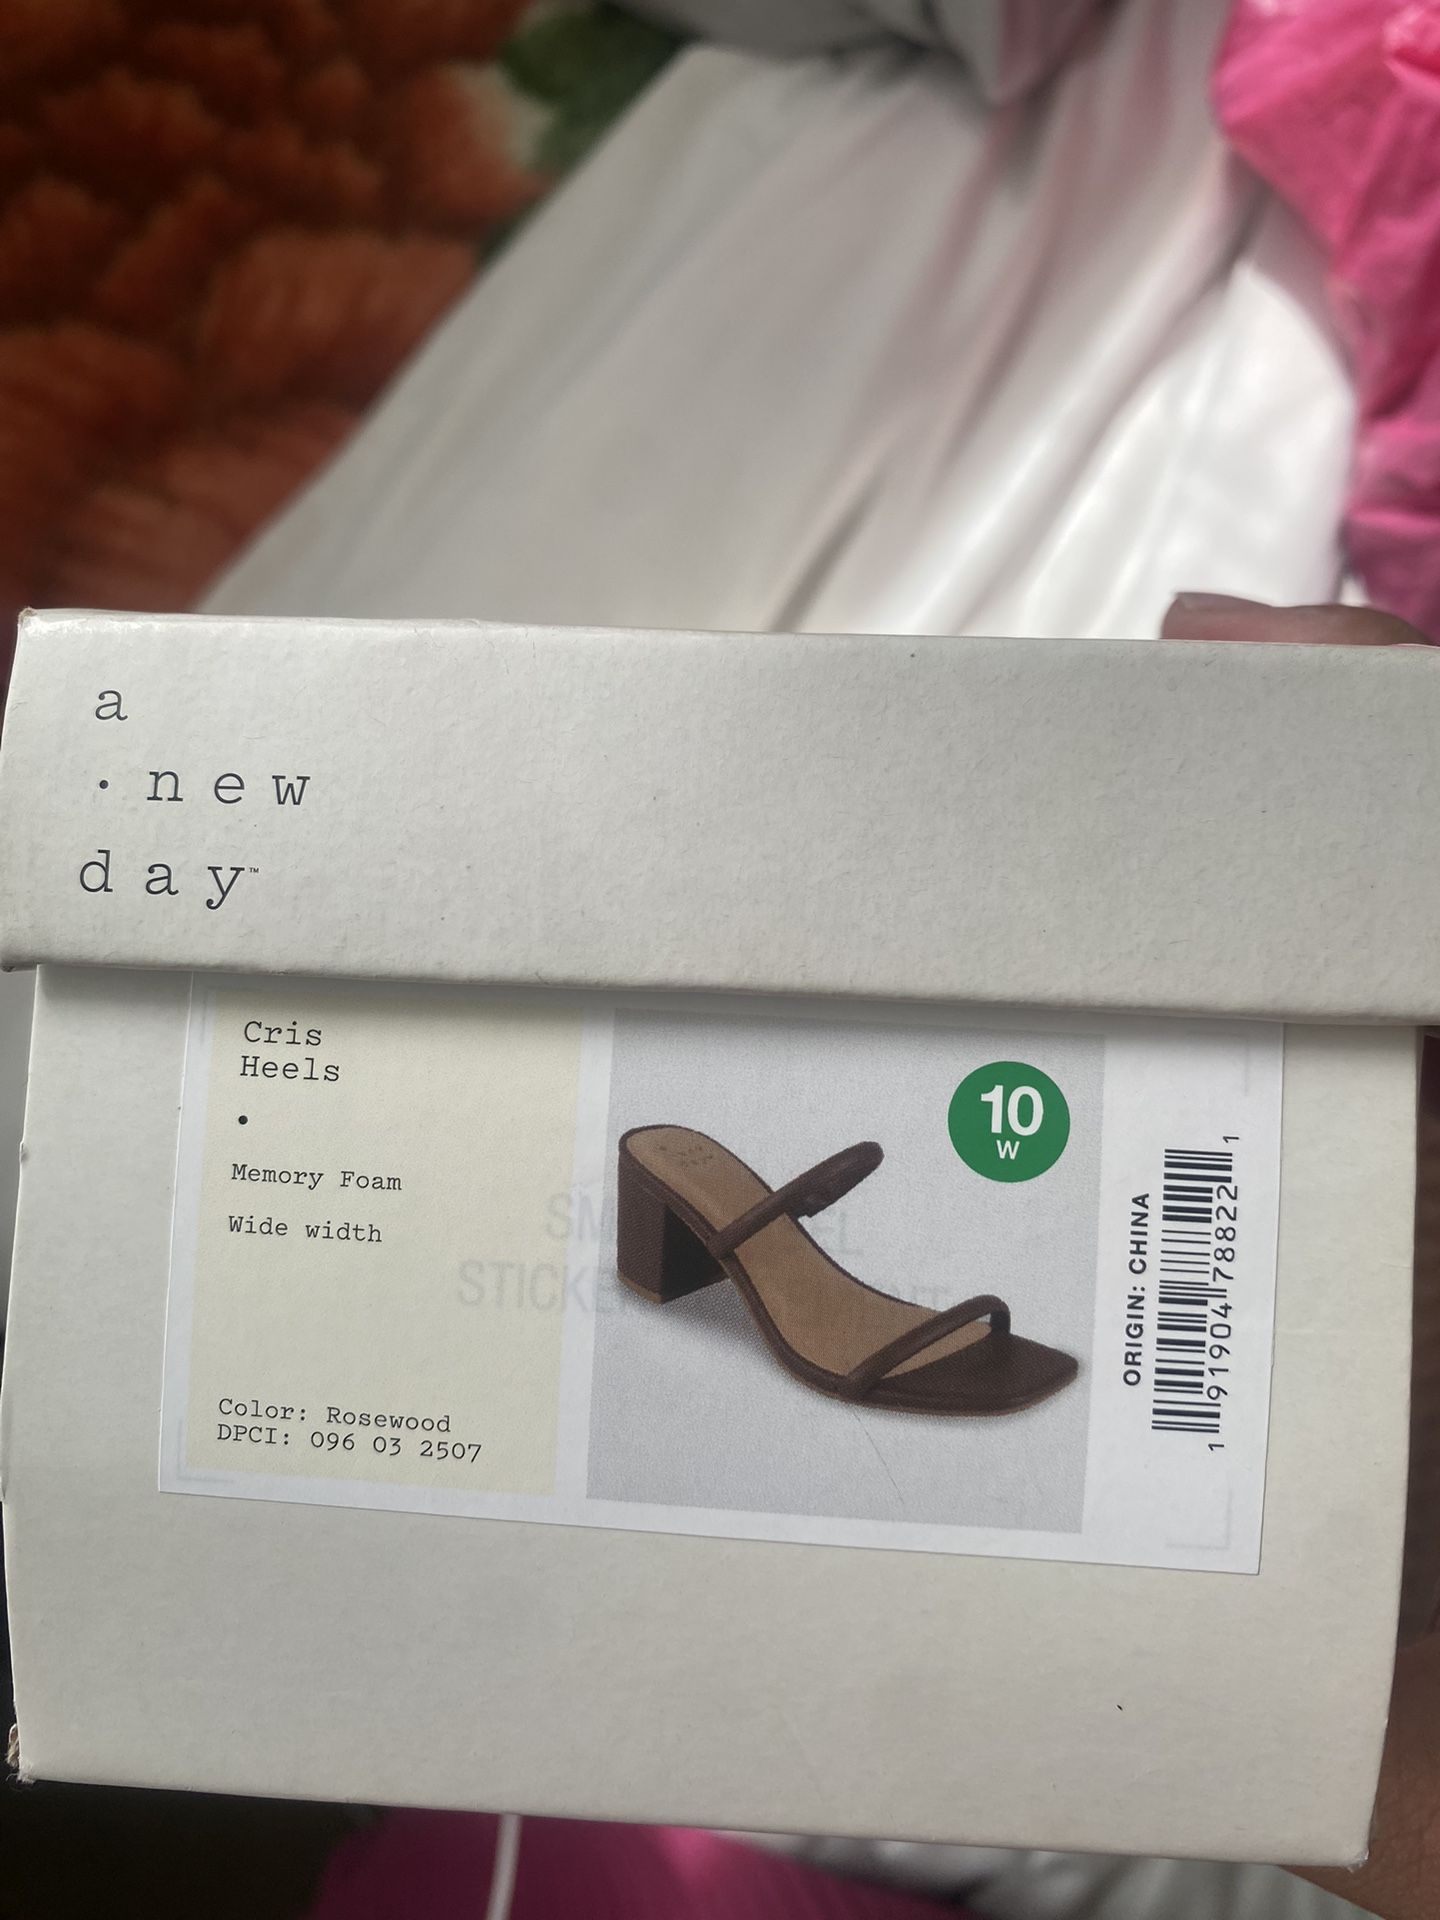 a
· new
day™
Cris
Heels
•
Memory Foam
Wide width
Color: Rosewood
DPCI: 096 03 2507
10
W
ORIGIN: CHINA
1 91904 78822 1